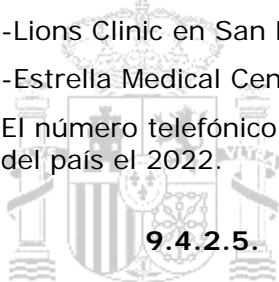 -Lions Clinic en San
-Estrella Medical Cen
El número telefónico
del país el 2022.
9.4.2.5.